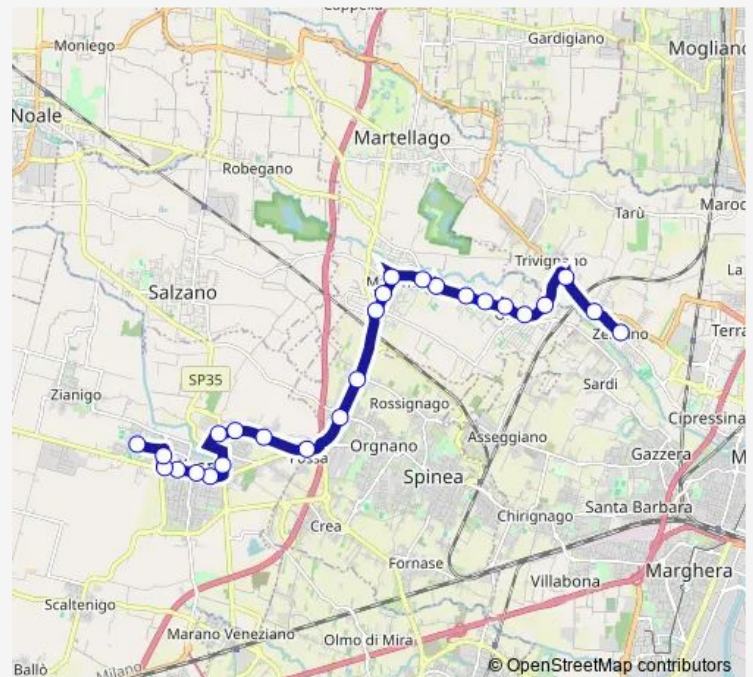 Cappella
Gardigiano
Moniego
Mogliano
Noale
Martellago
Robegano
Tarù
Maroc
Trivignano
La
Salzano
Terra
SP35
Sardi
Zianigo
Rossignago
Cipressina
Asseggiano
Orgnano
Gazzera
Spinea
Santa Barbara
Crea
Chirignago
Fornase
Marghera
Villabona
Scaltenigo
Marano Veneziano
Olmo di Mira
Ballò
Milano
© OpenStreetMap contributors